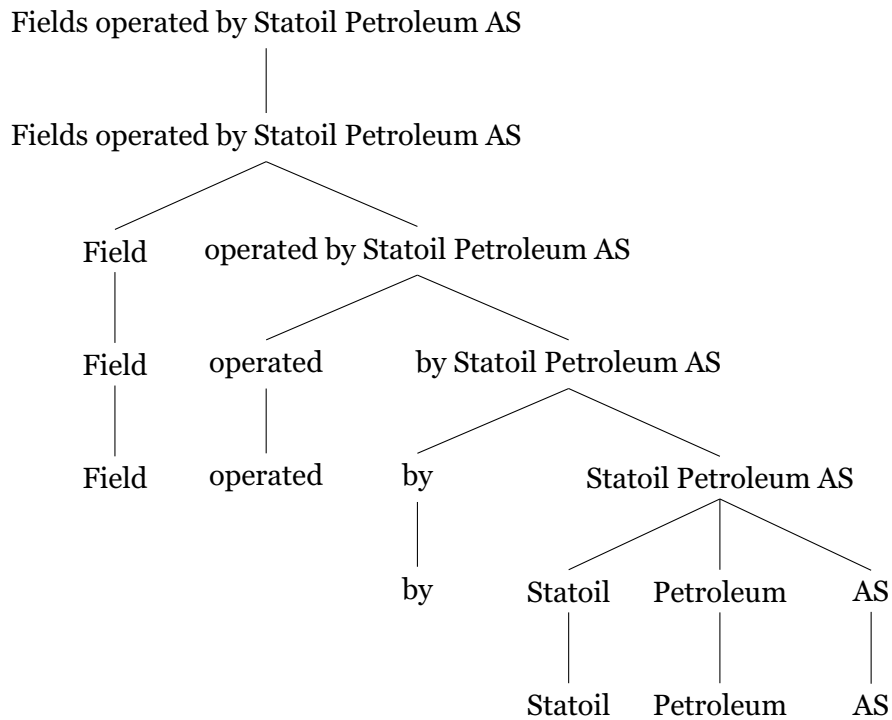 Fields operated by Statoil Petroleum AS
Fields operated by Statoil Petroleum AS
Field operated by Statoil Petroleum AS
Field operated by Statoil Petroleum AS
Field operated by Statoil Petroleum AS
by Statoil Petroleum AS
Statoil Petroleum AS